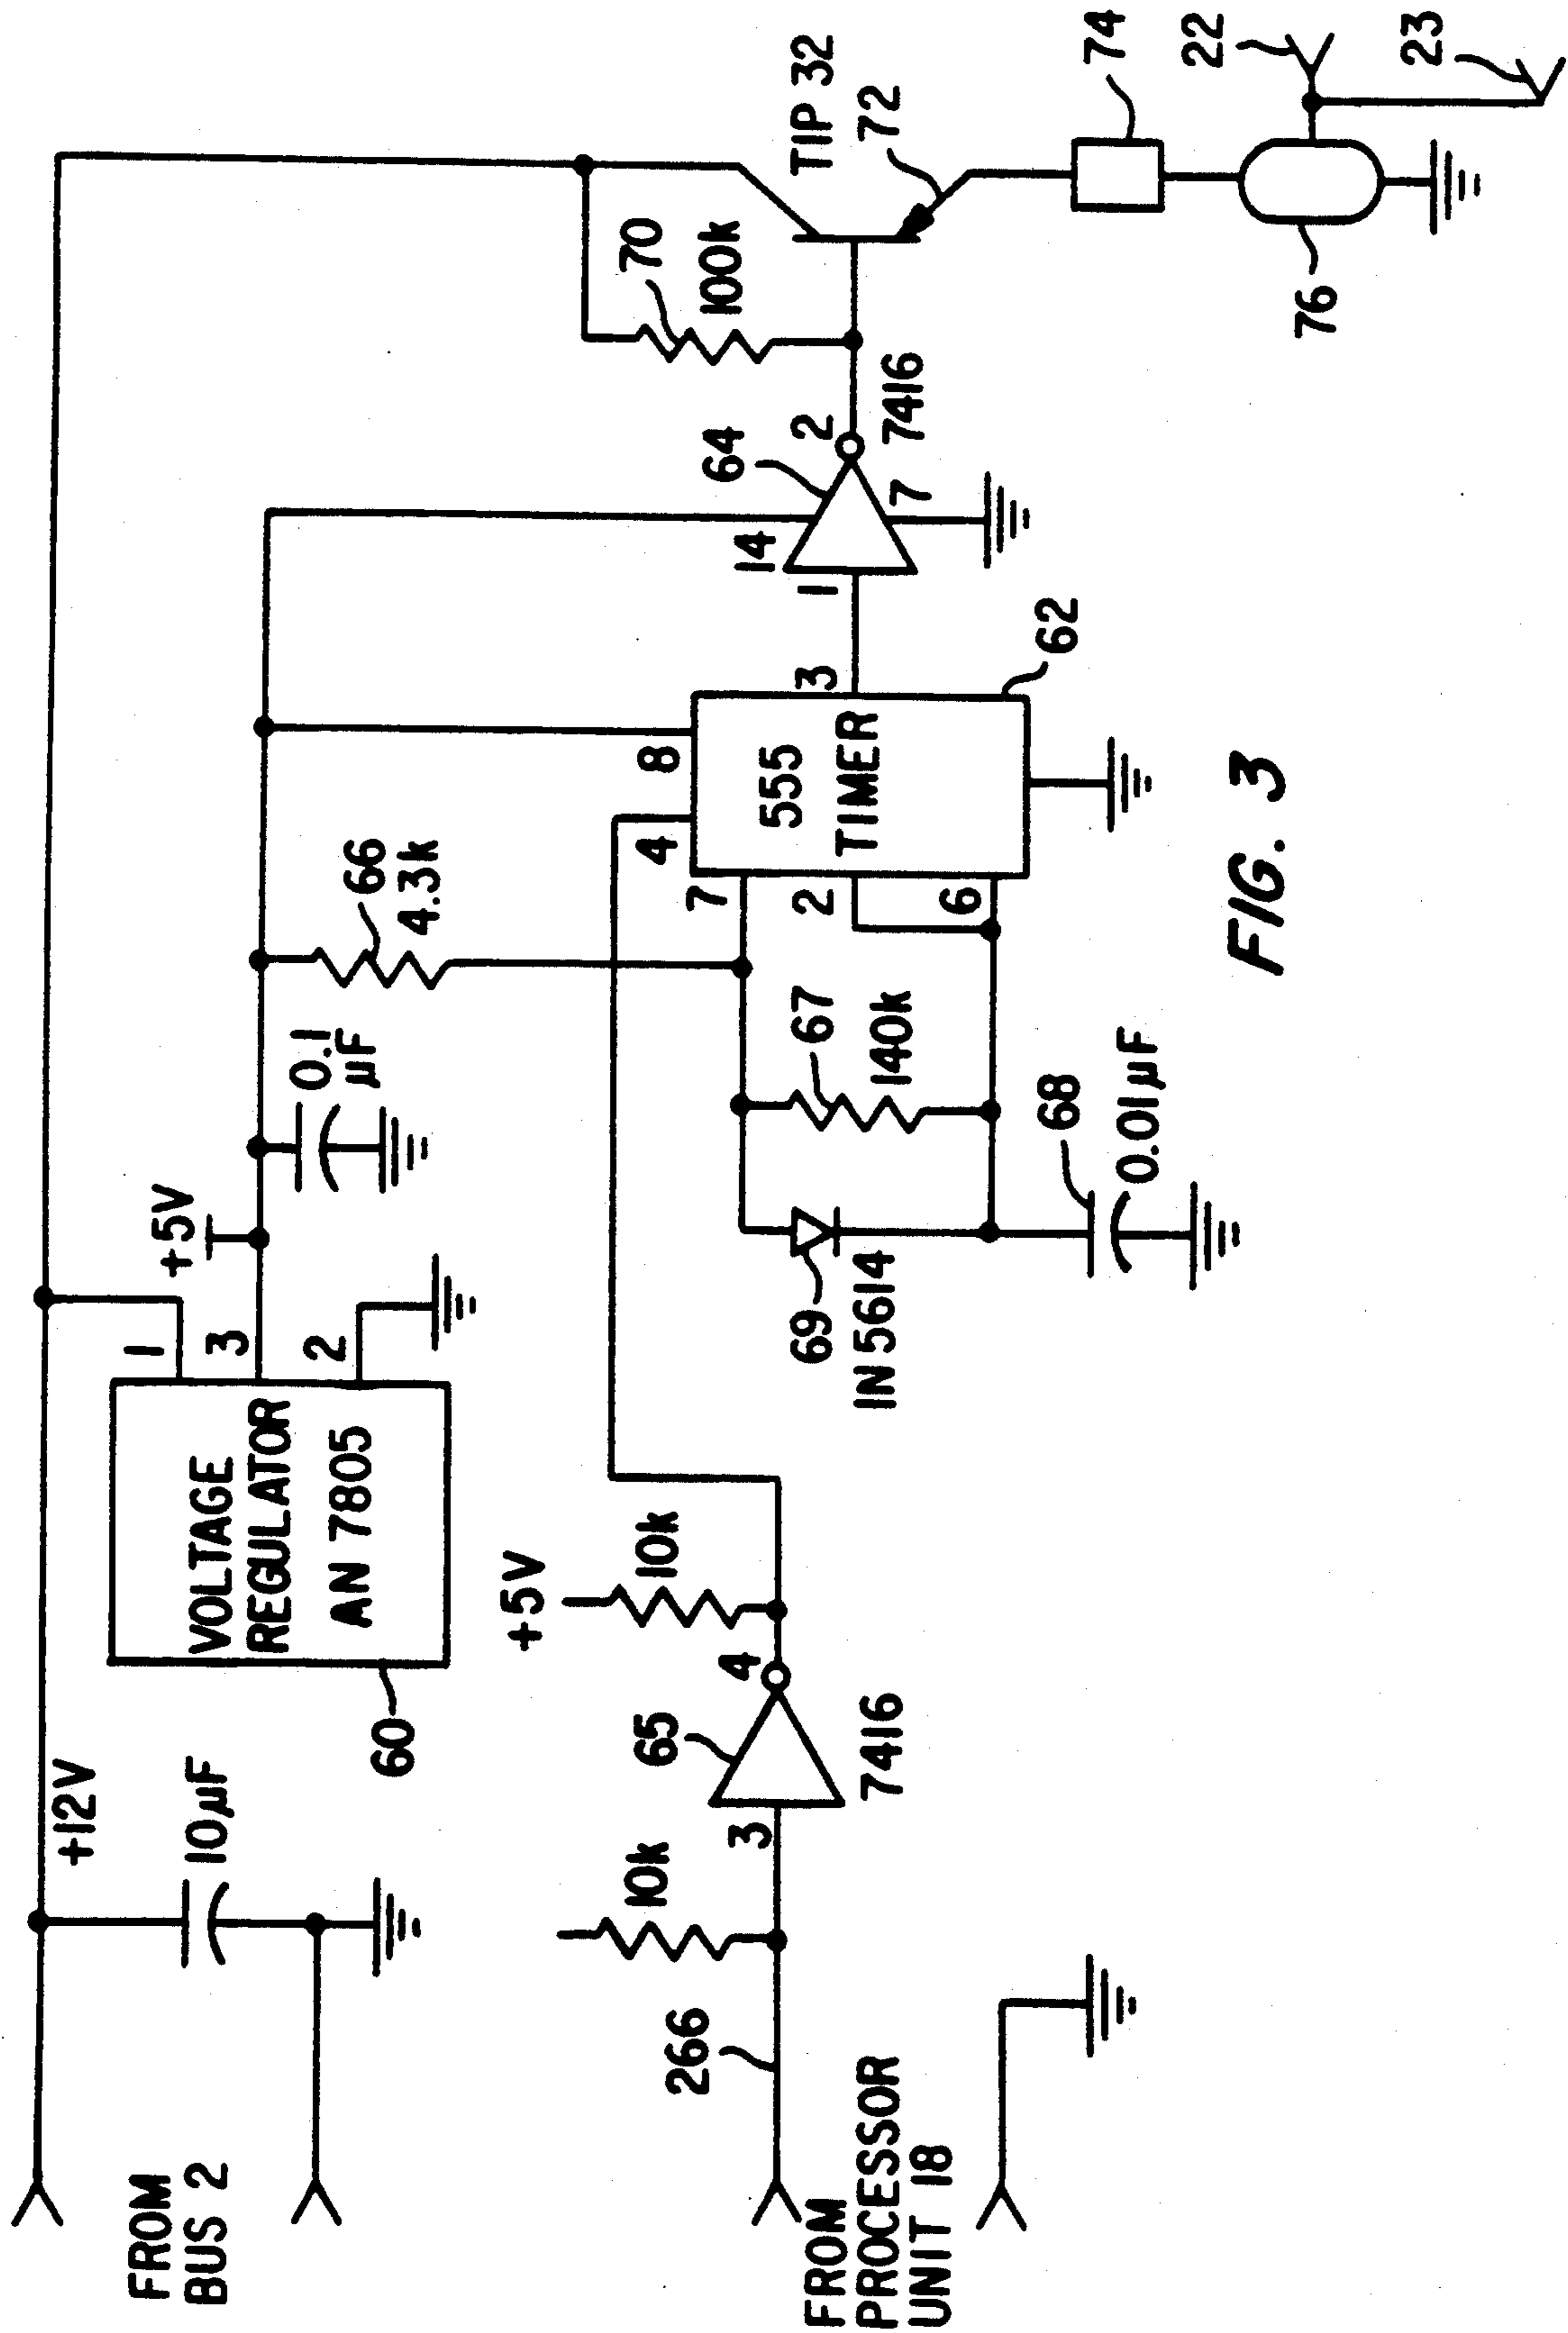 FROM
BUS 2
+12V
10µF
60
VOLTAGE
REGULATOR
AN 7805
1
3
2
+5V
0.1
µF
66
4.3k
FROM
PROCESSOR
UNIT 18
266
10k
3
65
7416
4
+5V
10k
69
1N5614
67
140k
68
0.01µF
7
2
6
4
8
555
TIMER
3
62
1
14
64
7
2
7416
70
100k
TIP 32
72
74
76
22
23
FIG. 3